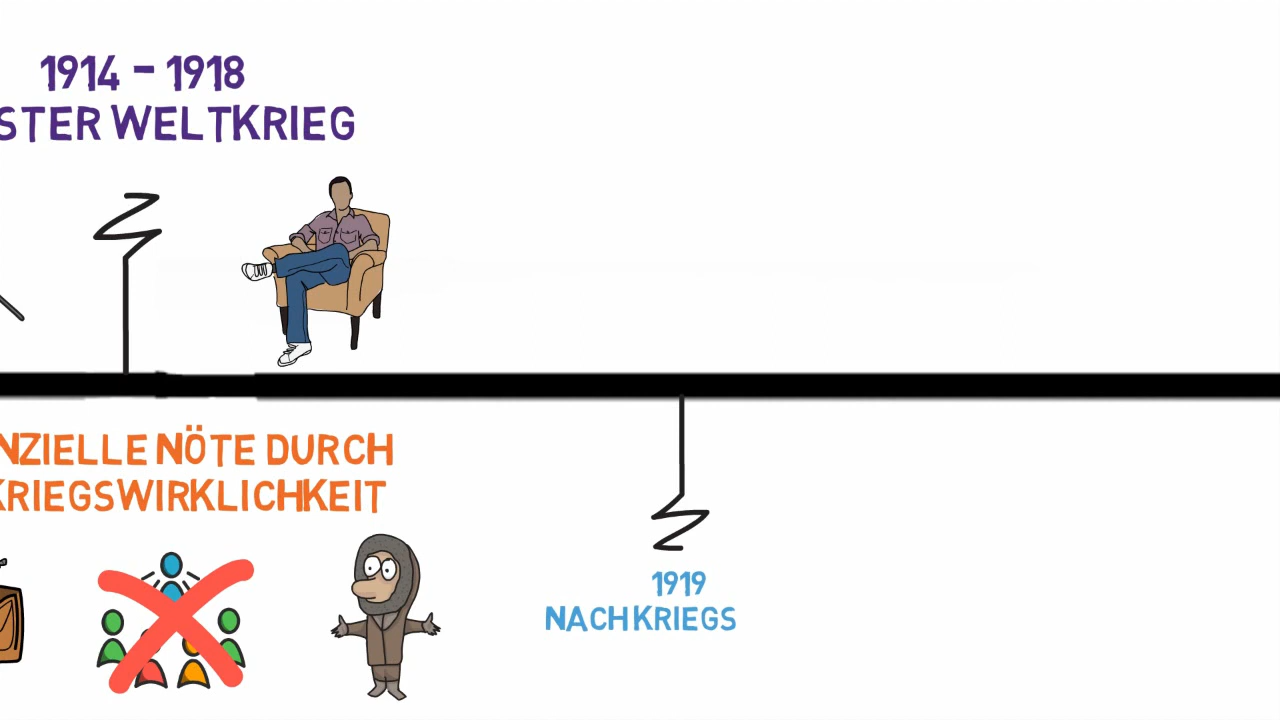 1914 - 1918
STER WELTKRIEG
NZIELLE NÖTE DURCH
KRIEGSWIRKLICHKEIT
1919
NACHKRIEGS